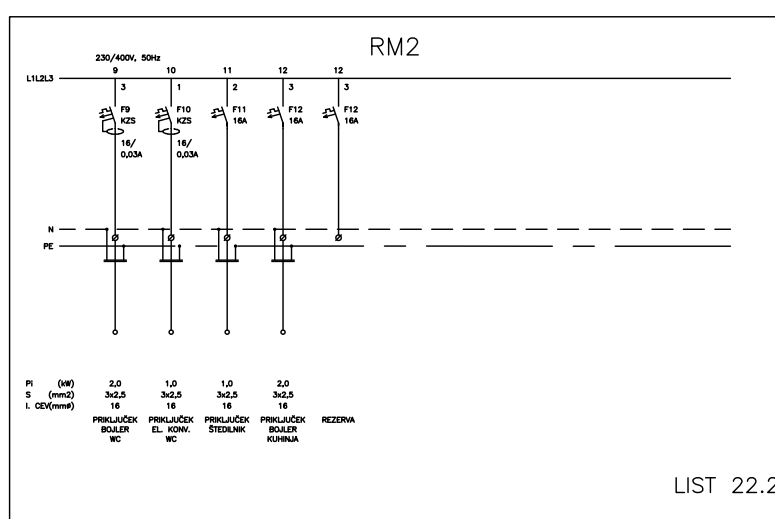 RM2
230/400V, 50Hz
9 10 11 12 12
L1L2L3
3 1 2 3 3
F9 F10 F11 F12 F12
KZS KZS 16A 16A 16A
16/ 16/
0,03A 0,03A
N
PE
Pi (kW) 2,0 1,0 1,0 2,0
S (mm2) 3x2,5 3x2,5 3x2,5 3x2,5
I. CEV(mmø) 16 16 16 16
PRIKLJUČEK PRIKLJUČEK PRIKLJUČEK PRIKLJUČEK REZERVA
BOJLER EL. KONV. ŠTEDILNIK BOJLER
WC WC KUHINJA
LIST 22.2